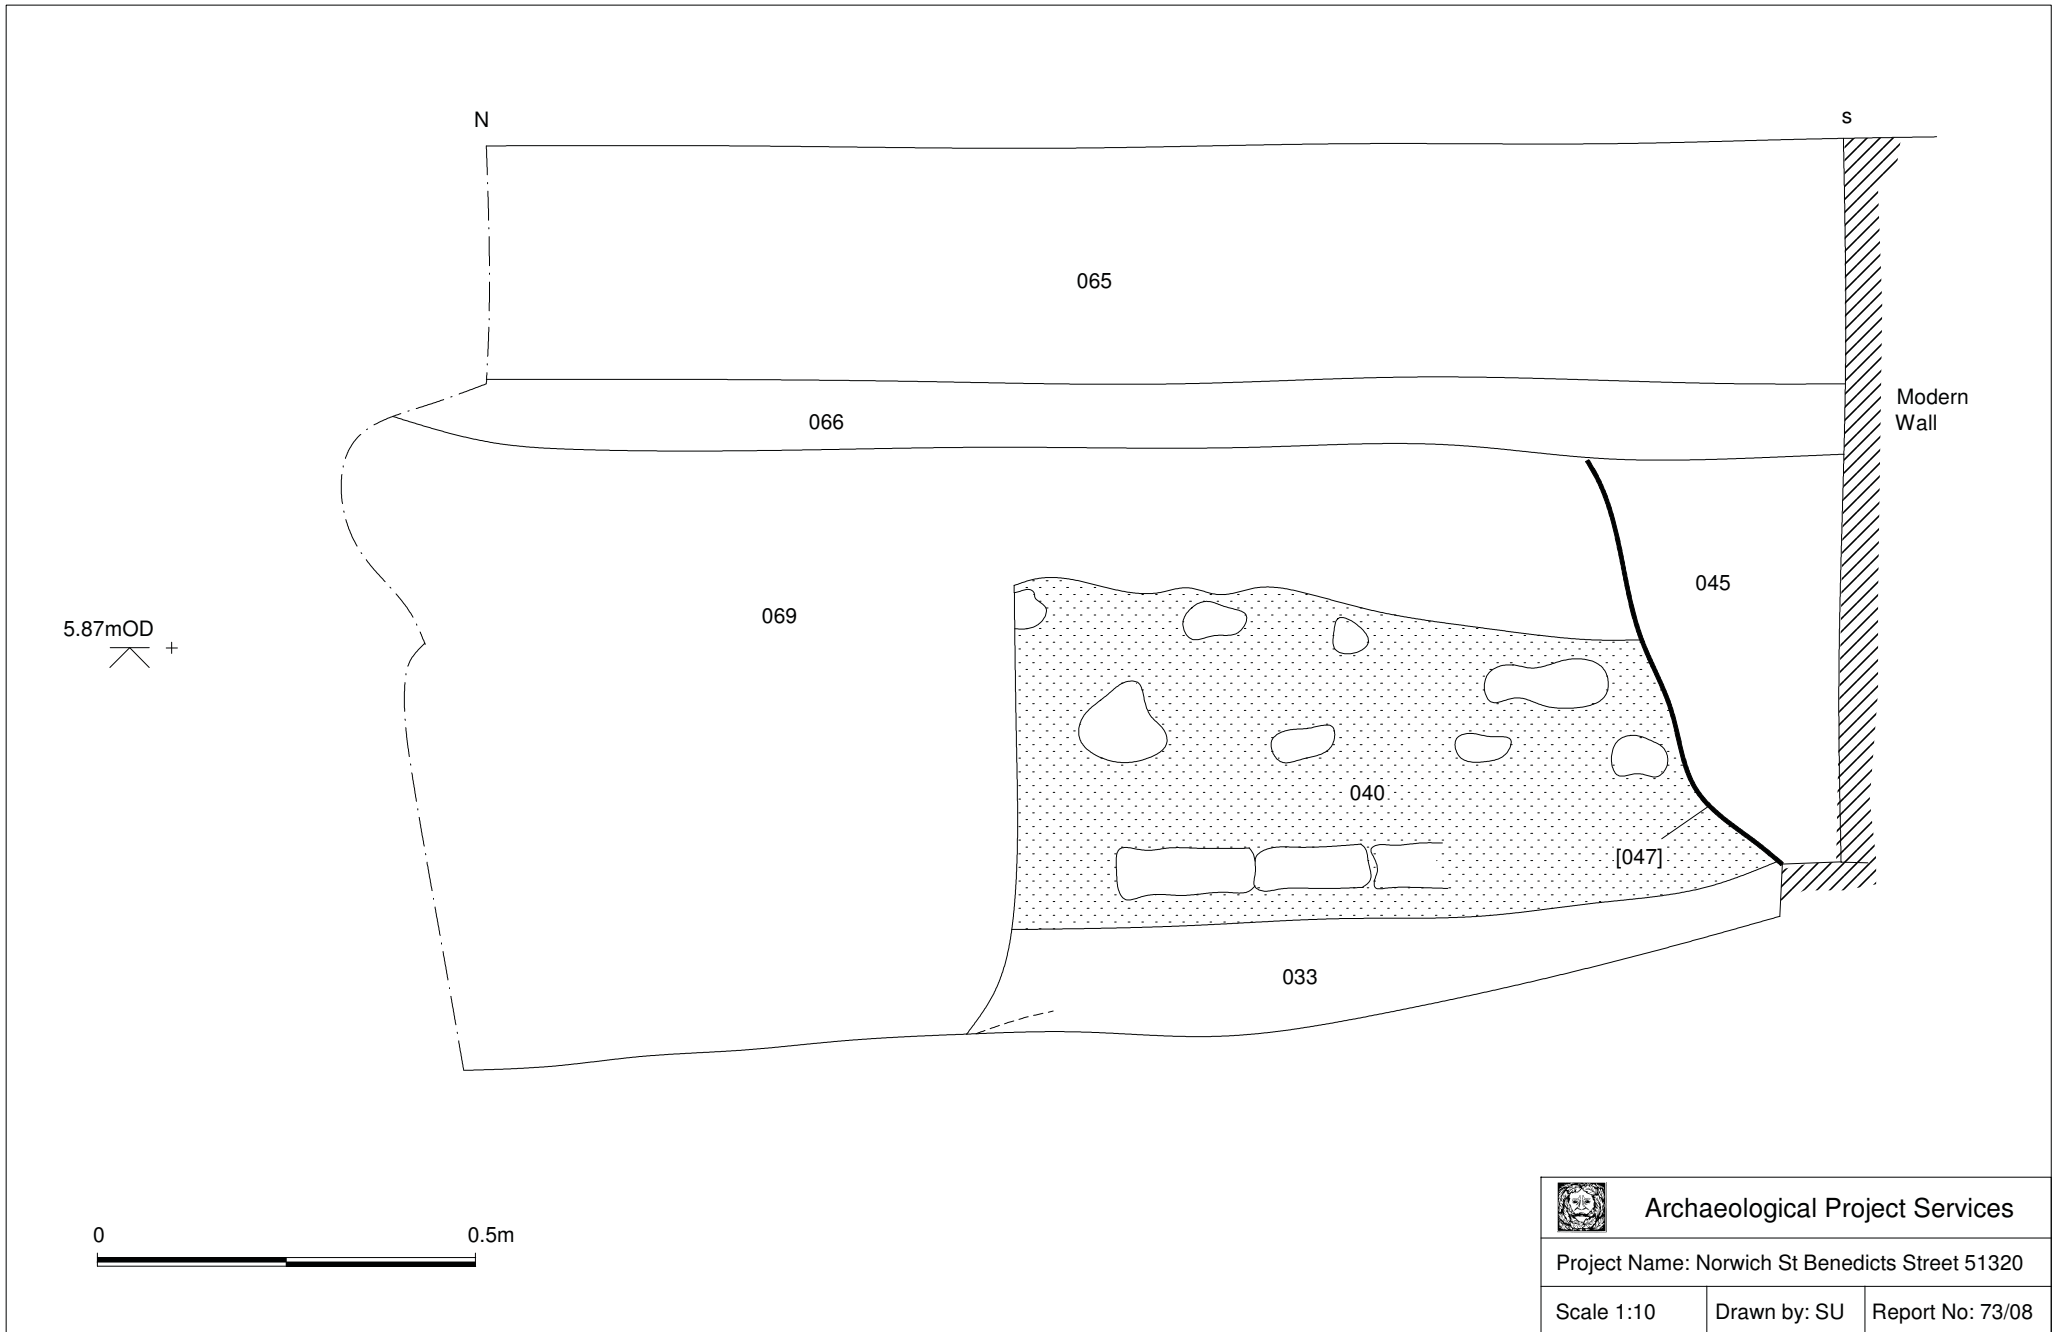 N
s
065
066
Modern
Wall
045
069
5.87mOD
040
[047]
033
0
0.5m
Archaeological Project Services
Project Name: Norwich St Benedicts Street 51320
Scale 1:10
Drawn by: SU
Report No: 73/08